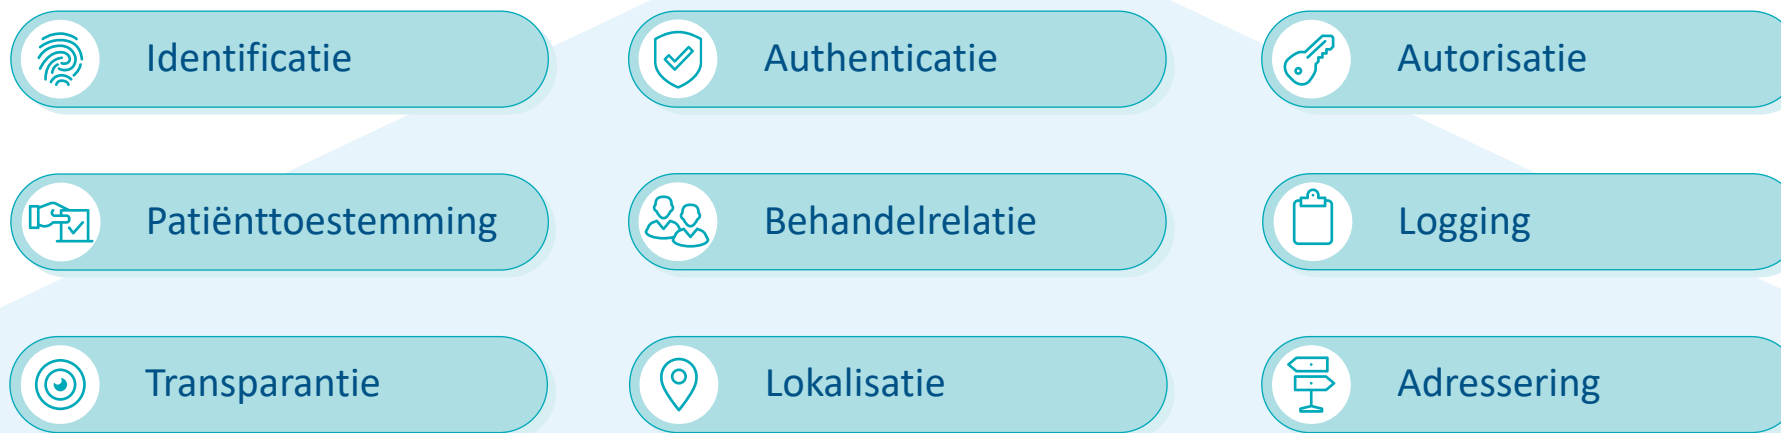 Identificatie
Authenticatie
Autorisatie
Patiënttoestemming
Behandelrelatie
Logging
Transparantie
Lokalisatie
Adressering